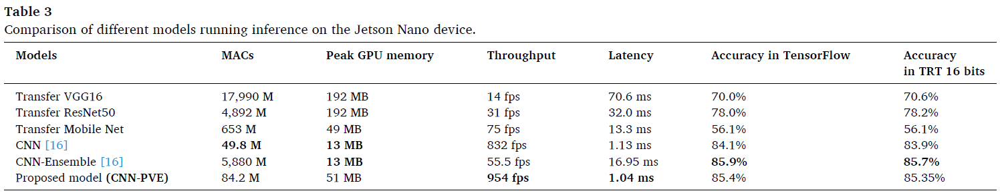 Table 3
Comparison of different models running inference on the Jetson Nano device.
Models MACs Peak GPU memory Throughput Latency Accuracy in TensorFlow Accuracy
in TRT 16 bits
Transfer VGG16 17,990 M 192 MB 14 fps 70.6 ms 70.0% 70.6%
Transfer ResNet50 4,892 M 192 MB 31 fps 32.0 ms 78.0% 78.2%
Transfer Mobile Net 653 M 49 MB 75 fps 13.3 ms 56.1% 56.1%
CNN [16] 49.8 M 13 MB 832 fps 1.13 ms 84.1% 83.9%
CNN-Ensemble [16] 5,880 M 13 MB 55.5 fps 16.95 ms 85.9% 85.7%
Proposed model (CNN-PVE) 84.2 M 51 MB 954 fps 1.04 ms 85.4% 85.35%